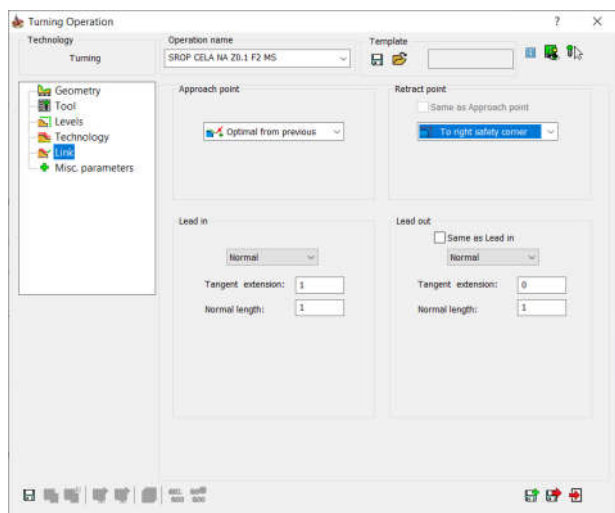 Turning Operation
? ×
Technology
Turning
Operation name
SROP CELA NA Z0.1 F2 MS
Template
Geometry
Tool
Levels
Technology
Link
Misc. parameters
Approach point
Optimal from previous
Retract point
Same as Approach point
To right safety corner
Lead in
Normal
Tangent extension: 1
Normal length: 1
Lead out
Same as Lead in
Normal
Tangent extension: 0
Normal length: 1